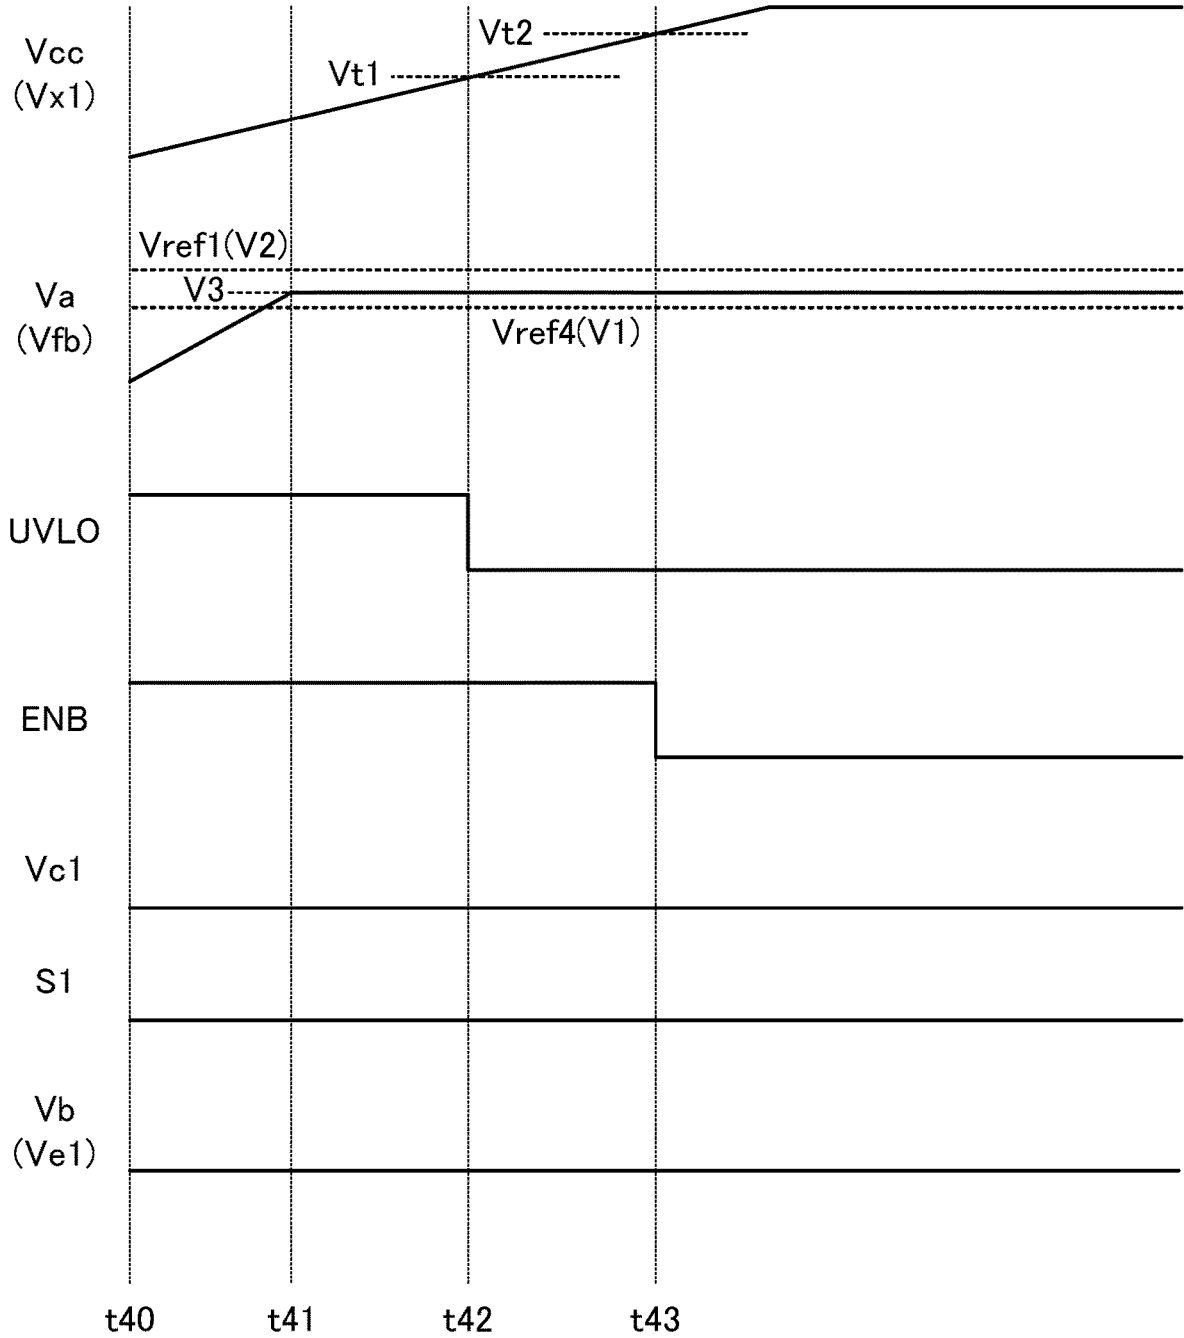 Vcc
(Vx1)
Vt2
Vt1
Vref1(V2)
V3
Va
(Vfb)
Vref4(V1)
UVLO
ENB
Vc1
S1
Vb
(Ve1)
t40 t41 t42 t43